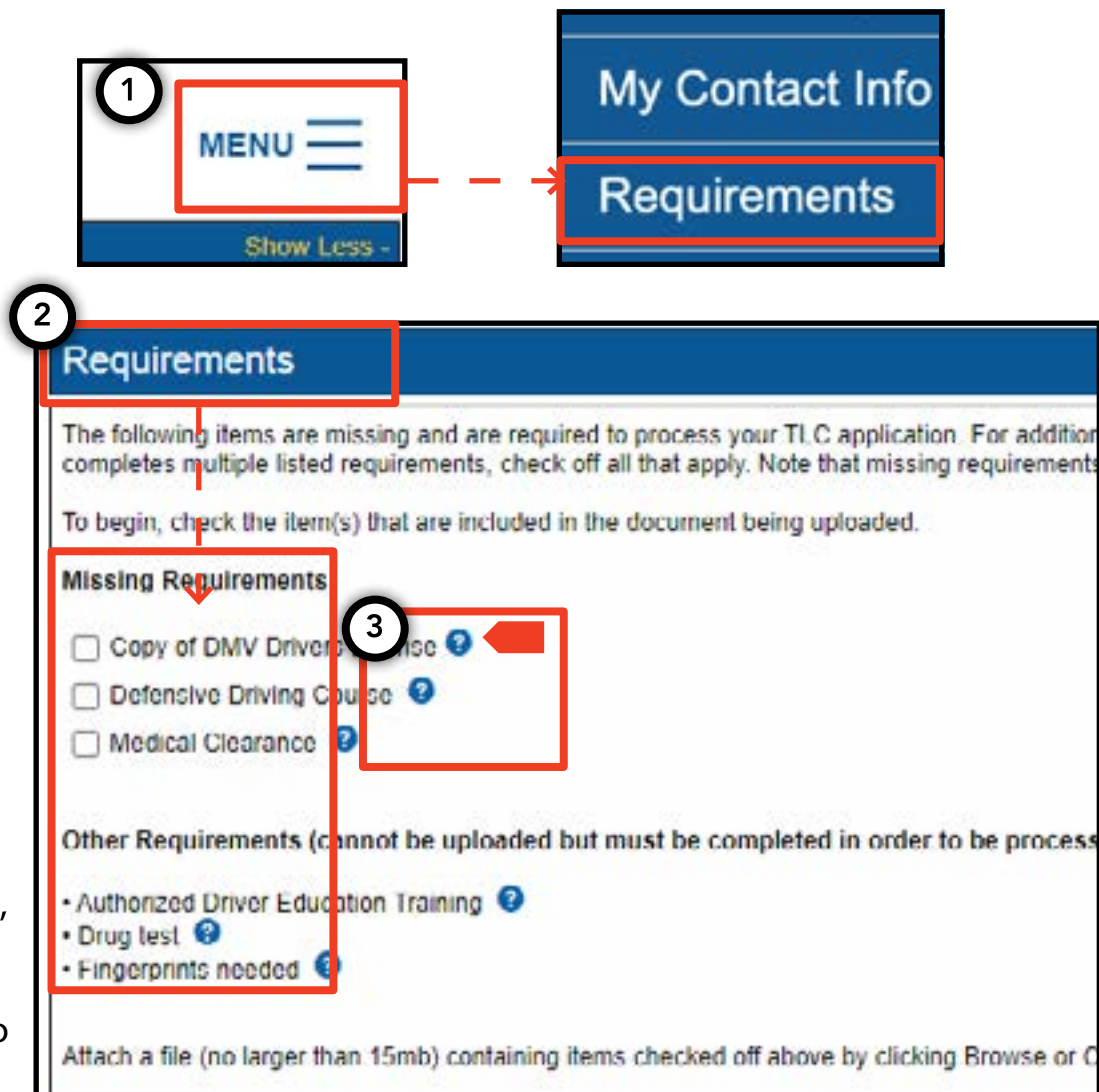 1
MENU
Show Less -
My Contact Info
Requirements
2
Requirements
The following items are missing and are required to process your TLC application. For addition
completes multiple listed requirements, check off all that apply. Note that missing requirements
To begin, check the item(s) that are included in the document being uploaded.
Missing Requirements
3
Copy of DMV Drivers nse ?
Defensive Driving Course ?
Medical Clearance ?
Other Requirements (cannot be uploaded but must be completed in order to be process
• Authorized Driver Education Training ?
• Drug test ?
• Fingerprints needed ?
Attach a file (no larger than 15mb) containing items checked off above by clicking Browse or C